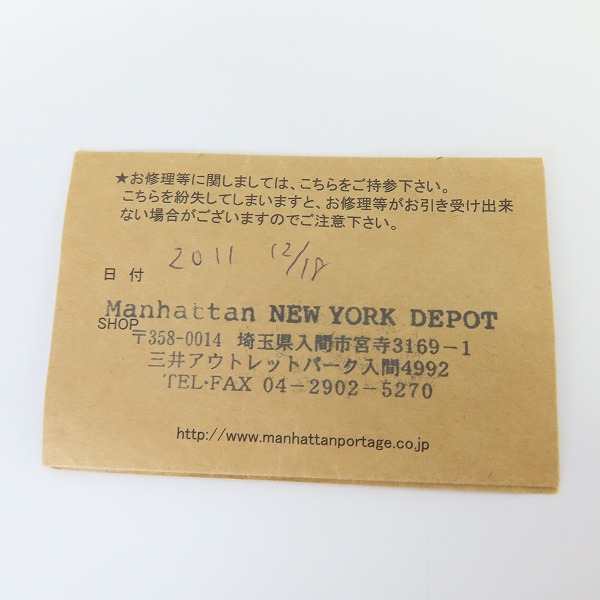 ★お修理等に関しましては、こちらをご持参下さい。
こちらを紛失してしまいますと、お修理等がお引き受け出来
ない場合がございますのでご注意下さい。
日 付 2011 12/18
Manhattan NEW YORK DEPOT
SHOP
〒358-0014 埼玉県入間市宮寺3169-1
三井アウトレットパーク入間4992
TEL・FAX 04-2902-5270
http://www.manhattanportage.co.jp